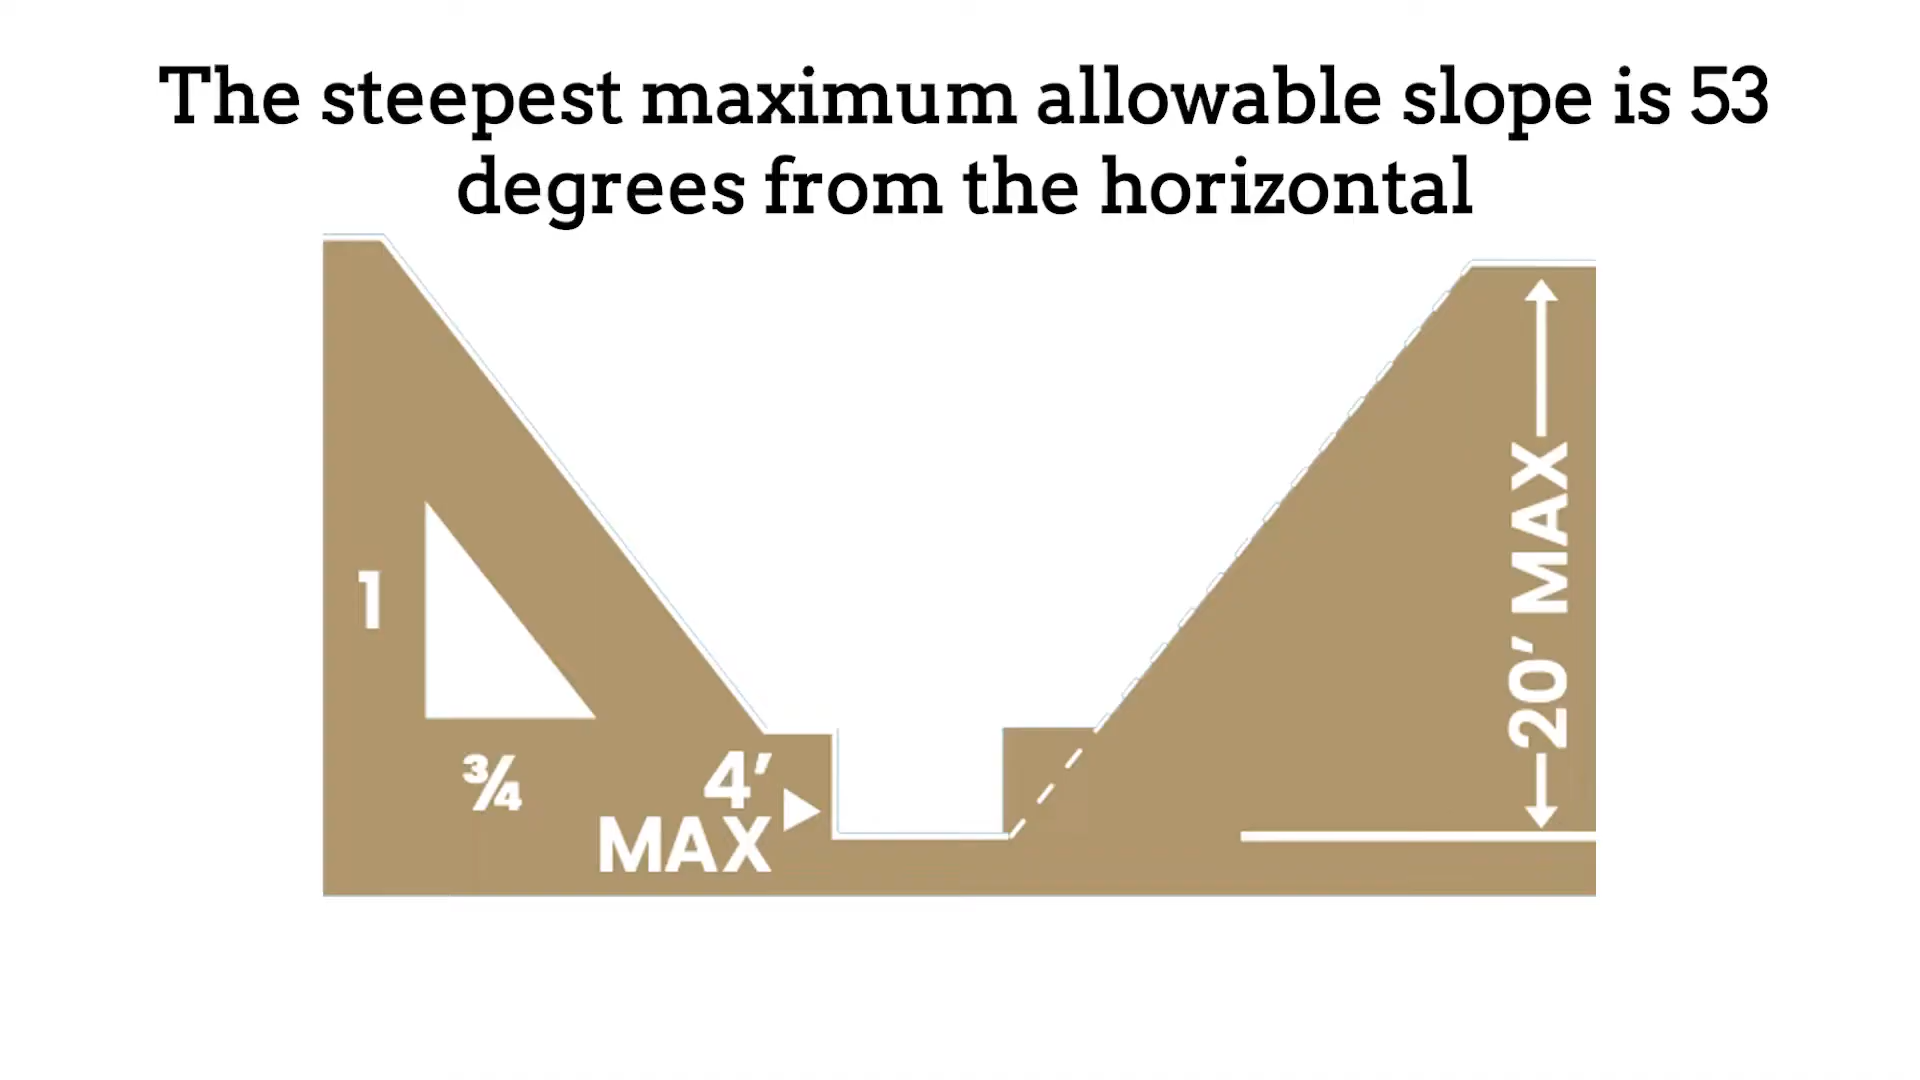 The steepest maximum allowable slope is 53
degrees from the horizontal
1
¾
4′
MAX
20′ MAX